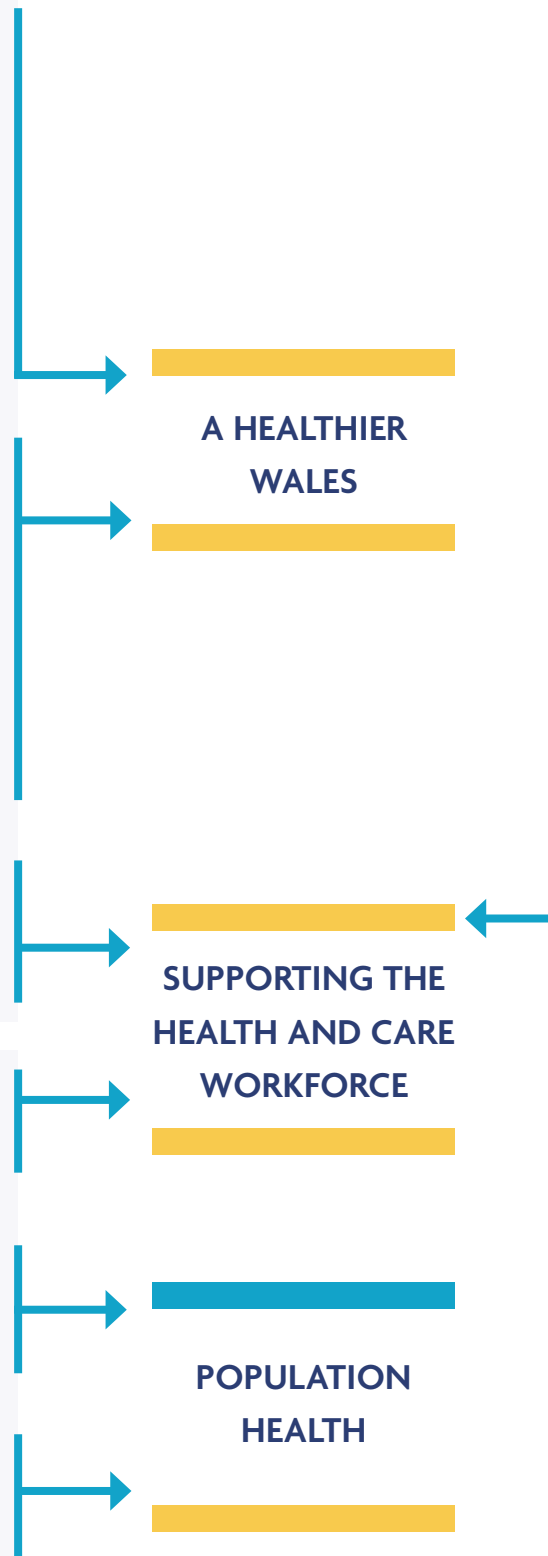 A HEALTHIER
WALES
SUPPORTING THE
HEALTH AND CARE
WORKFORCE
POPULATION
HEALTH